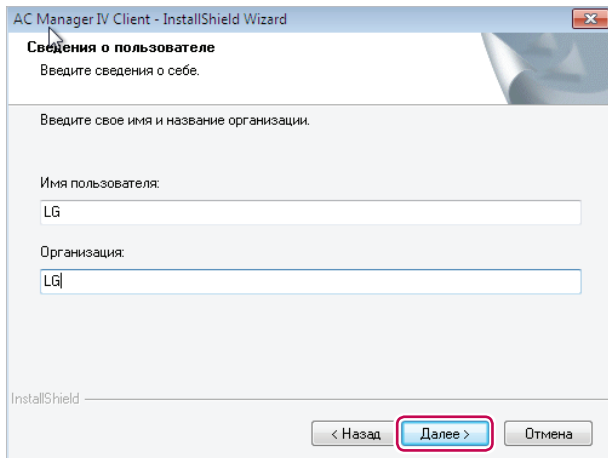 AC Manager IV Client - InstallShield Wizard
Сведения о пользователе
Введите сведения о себе.
Введите свое имя и название организации.
Имя пользователя:
LG
Организация:
LG
InstallShield
< Назад Далее > Отмена